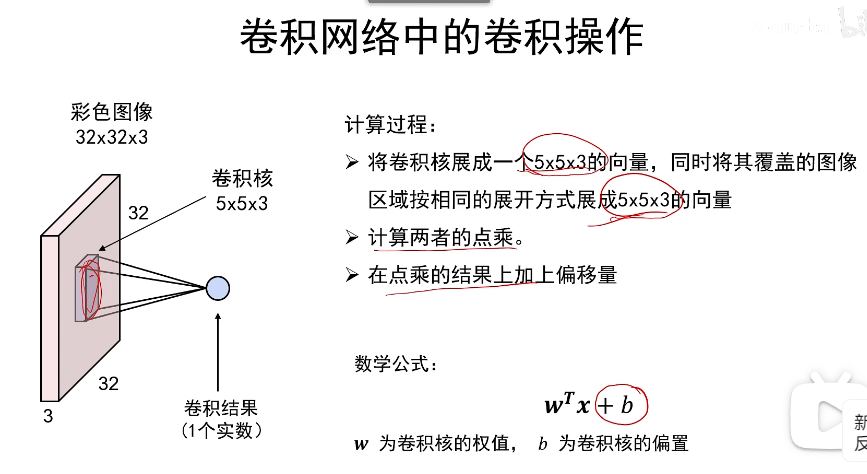 卷积网络中的卷积操作
彩色图像
32x32x3
卷积核
5x5x3
32
32
3
卷积结果
(1个实数)
计算过程:
➢ 将卷积核展成一个5x5x3的向量，同时将其覆盖的图像
区域按相同的展开方式展成5x5x3的向量
➢ 计算两者的点乘。
➢ 在点乘的结果上加上偏移量
数学公式:
wᵀx + b
w 为卷积核的权值， b 为卷积核的偏置
新
反